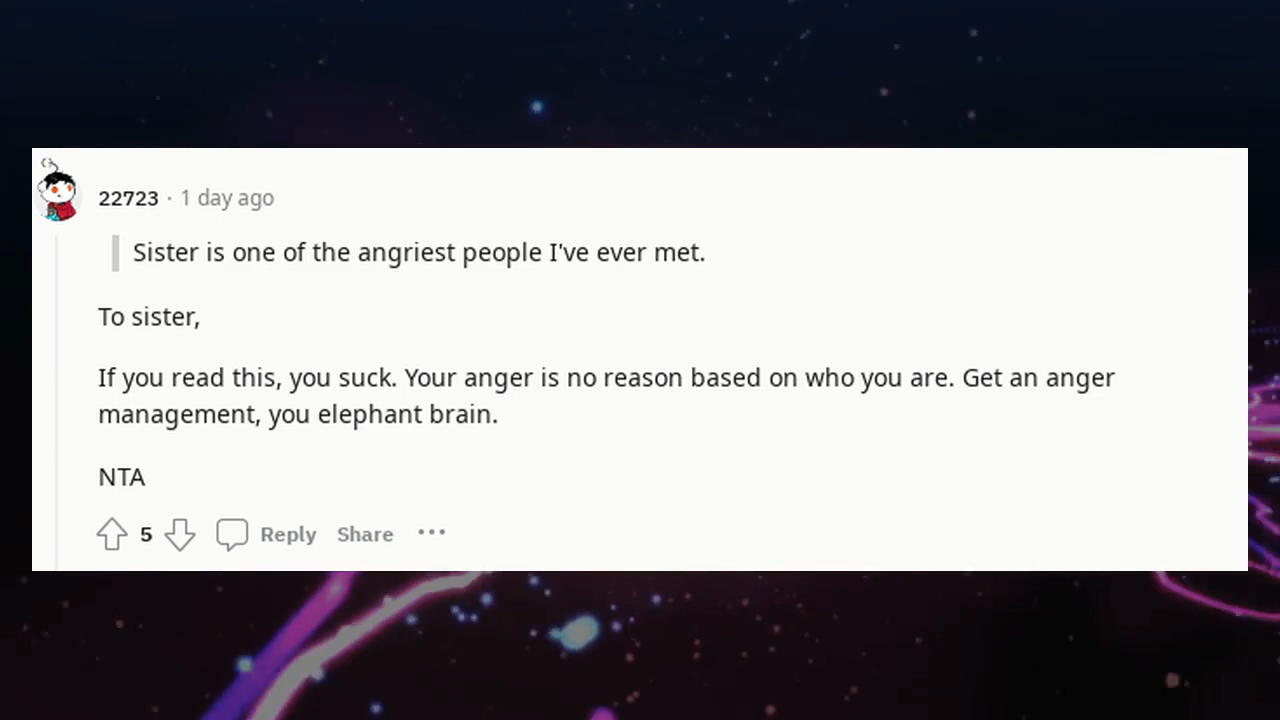 22723 · 1 day ago
Sister is one of the angriest people I've ever met.
To sister,
If you read this, you suck. Your anger is no reason based on who you are. Get an anger
management, you elephant brain.
NTA
5 Reply Share ···